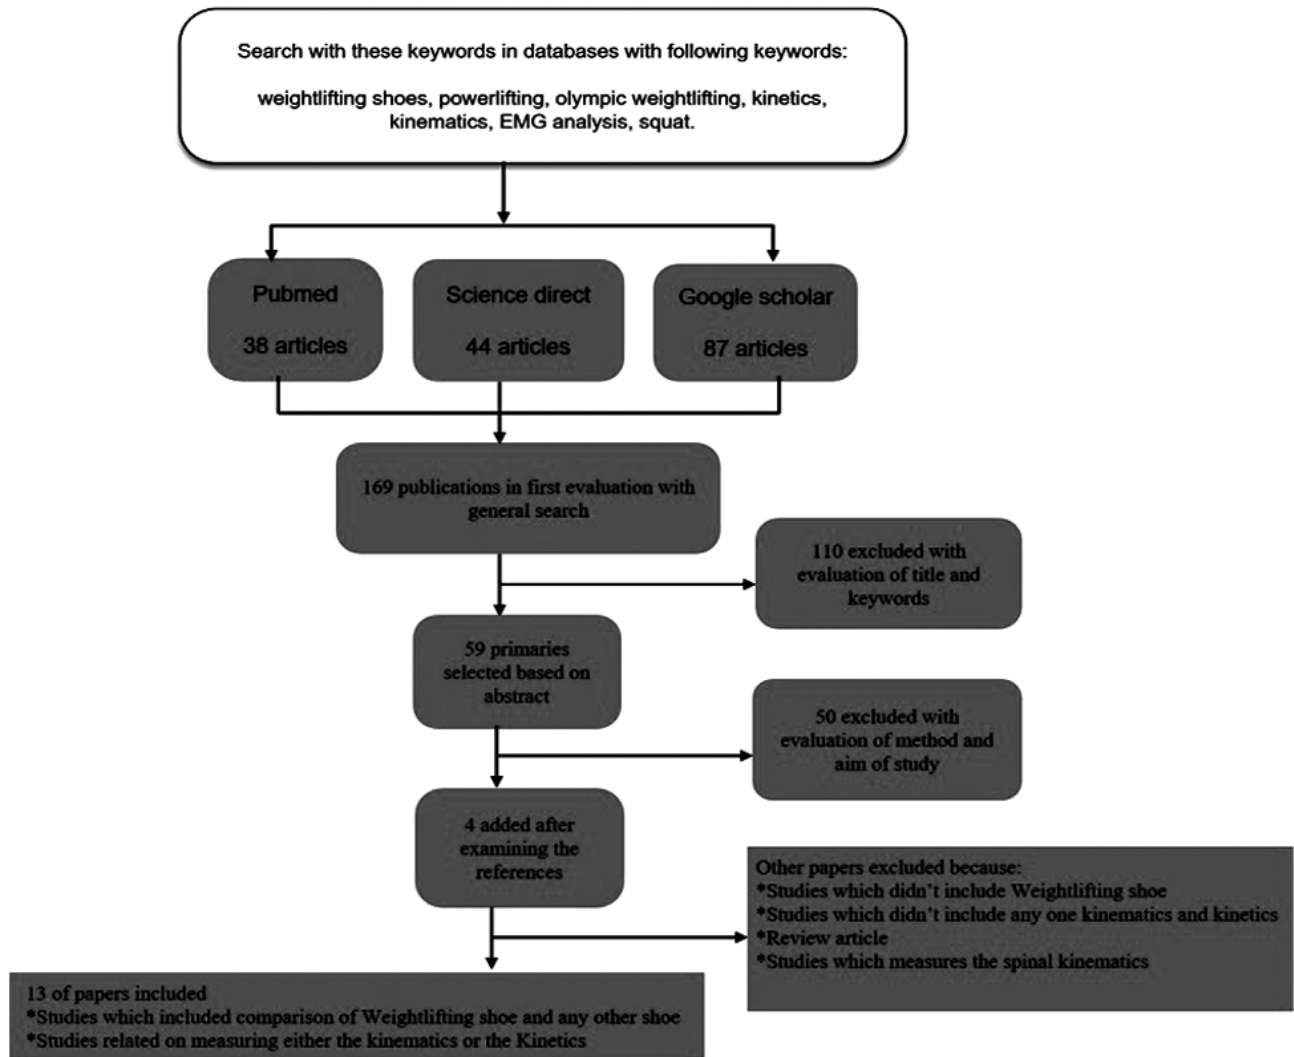 Search with these keywords in databases with following keywords:
weightlifting shoes, powerlifting, olympic weightlifting, kinetics,
kinematics, EMG analysis, squat.
Pubmed
38 articles
Science direct
44 articles
Google scholar
87 articles
169 publications in first evaluation with
general search
110 excluded with
evaluation of title and
keywords
59 primaries
selected based on
abstract
50 excluded with
evaluation of method and
aim of study
4 added after
examining the
references
Other papers excluded because:
*Studies which didn't include Weightlifting shoe
*Studies which didn't include any one kinematics and kinetics
*Review article
*Studies which measures the spinal kinematics
13 of papers included
*Studies which included comparison of Weightlifting shoe and any other shoe
*Studies related on measuring either the kinematics or the Kinetics